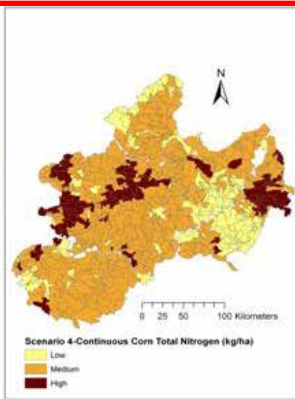 N
0 25 50 100 Kilometers
Scenario 4-Continuous Corn Total Nitrogen (kg/ha)
Low
Medium
High